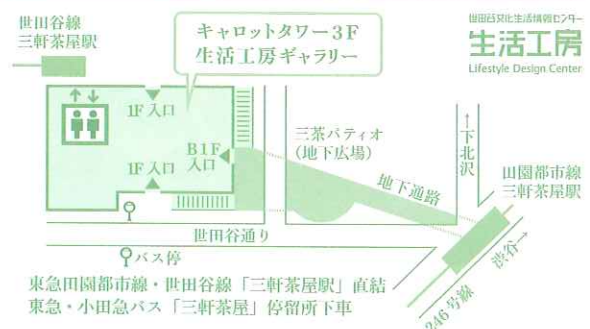 世田谷線
三軒茶屋駅
キャロットタワー3F
生活工房ギャラリー
世田谷文化生活情報センター
生活工房
Lifestyle Design Center
1F 入口
B1F
入口
1F 入口
三茶パティオ
(地下広場)
地下通路
←下北沢
田園都市線
三軒茶屋駅
渋谷→
246号線
世田谷通り
バス停
東急田園都市線・世田谷線「三軒茶屋駅」直結
東急・小田急バス「三軒茶屋」停留所下車